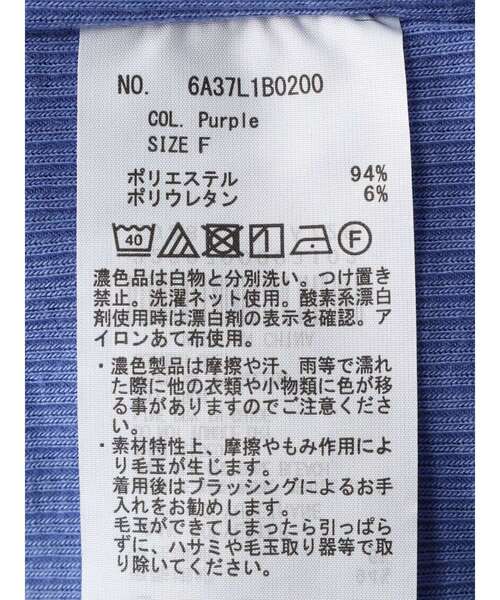 NO. 6A37L1B0200
COL. Purple
SIZE F
ポリエステル 94%
ポリウレタン 6%
40 F
濃色品は白物と分別洗い。つけ置き
禁止。洗濯ネット使用。酸素系漂白
剤使用時は漂白剤の表示を確認。ア
イロンあて布使用。
・濃色製品は摩擦や汗、雨等で濡れ
た際に他の衣類や小物類に色が移
る事がありますのでご注意くださ
い。
・素材特性上、摩擦やもみ作用によ
り毛玉が生じます。
着用後はブラッシングによるお手
入れをお勧めします。
毛玉ができてしまったら引っぱら
ずに、ハサミや毛玉取り器等で取
り除いてください。